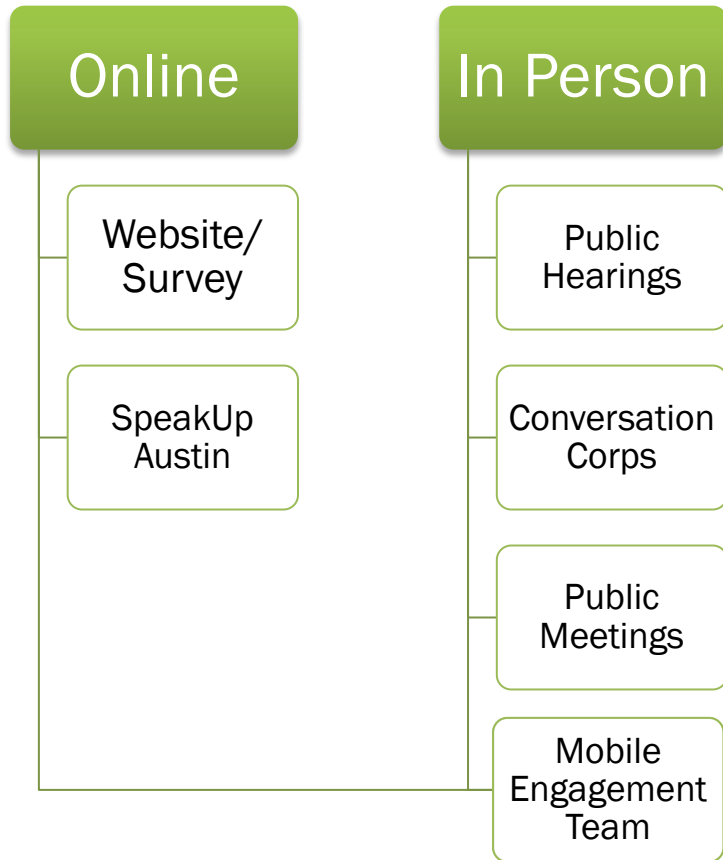 Online
Website/
Survey
SpeakUp
Austin
In Person
Public
Hearings
Conversation
Corps
Public
Meetings
Mobile
Engagement
Team